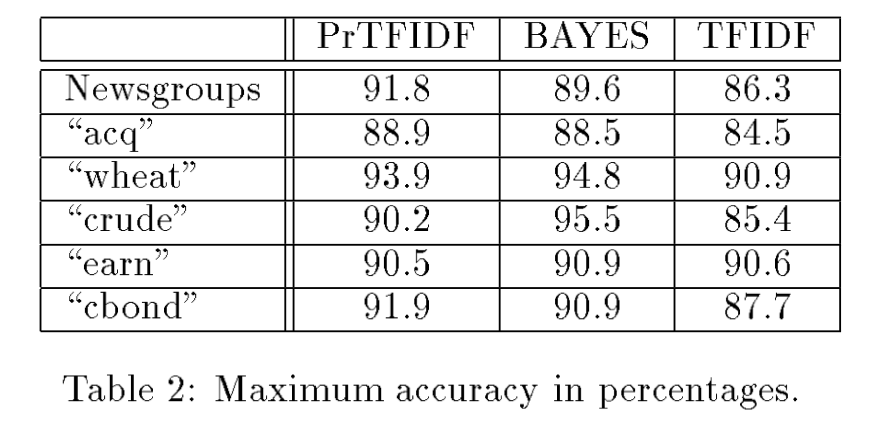 PrTFIDF BAYES TFIDF
Newsgroups 91.8 89.6 86.3
“acq” 88.9 88.5 84.5
“wheat” 93.9 94.8 90.9
“crude” 90.2 95.5 85.4
“earn” 90.5 90.9 90.6
“cbond” 91.9 90.9 87.7
Table 2: Maximum accuracy in percentages.